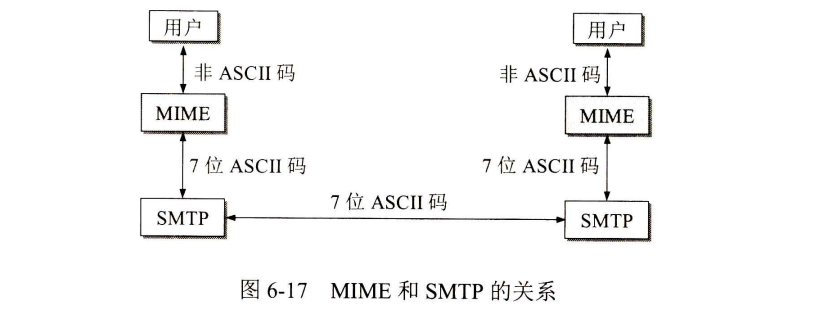 用户 用户
非 ASCII 码 非 ASCII 码
MIME MIME
7 位 ASCII 码 7 位 ASCII 码
7 位 ASCII 码
SMTP SMTP
图 6-17 MIME 和 SMTP 的关系